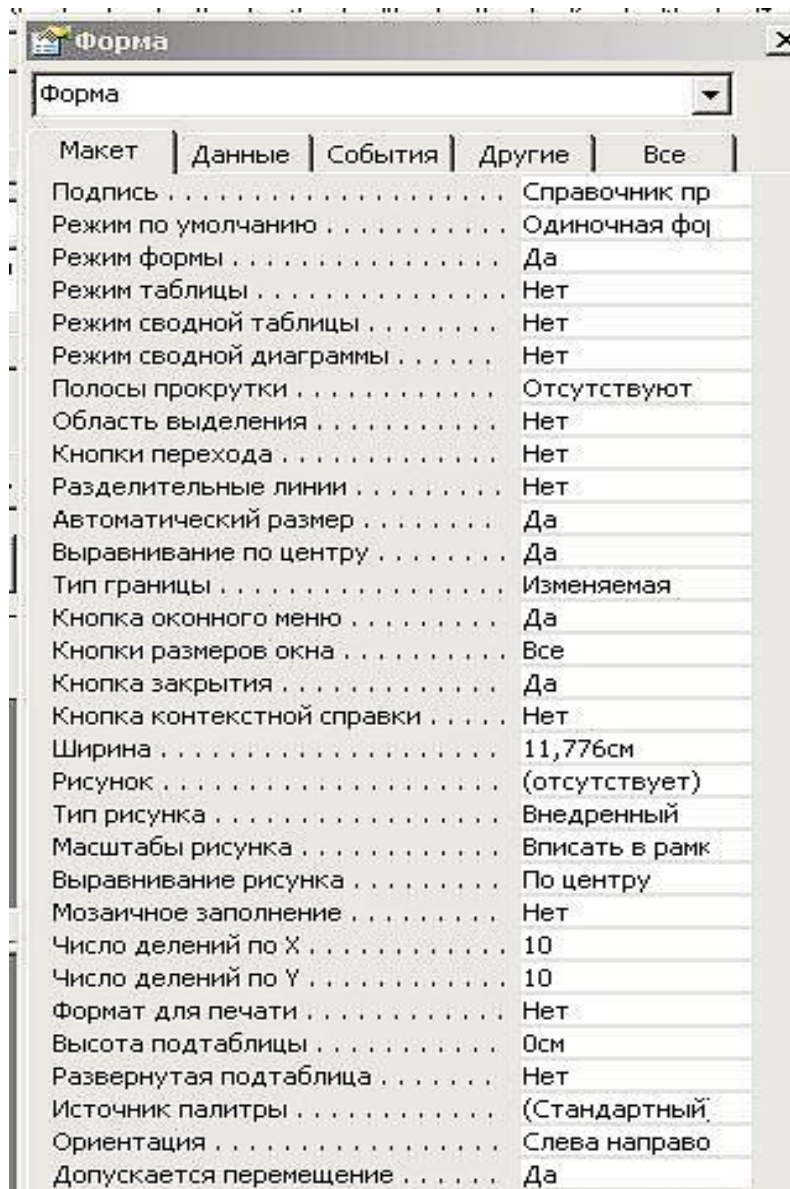 Форма
Форма
Макет Данные События Другие Все
Подпись . . . . . . . . . . . . . . . . . . . . Справочник пр
Режим по умолчанию . . . . . . . . . . . Одиночная фор
Режим формы . . . . . . . . . . . . . . . . Да
Режим таблицы . . . . . . . . . . . . . . . Нет
Режим сводной таблицы . . . . . . . . Нет
Режим сводной диаграммы . . . . . . Нет
Полосы прокрутки . . . . . . . . . . . . Отсутствуют
Область выделения . . . . . . . . . . . Нет
Кнопки перехода . . . . . . . . . . . . . Нет
Разделительные линии . . . . . . . . . Нет
Автоматический размер . . . . . . . . Да
Выравнивание по центру . . . . . . . . Да
Тип границы . . . . . . . . . . . . . . . . . Изменяемая
Кнопка оконного меню . . . . . . . . . Да
Кнопки размеров окна . . . . . . . . . . Все
Кнопка закрытия . . . . . . . . . . . . . Да
Кнопка контекстной справки . . . . . Нет
Ширина . . . . . . . . . . . . . . . . . . . . 11,776см
Рисунок . . . . . . . . . . . . . . . . . . . . (отсутствует)
Тип рисунка . . . . . . . . . . . . . . . . . Внедренный
Масштабы рисунка . . . . . . . . . . . . Вписать в рамк
Выравнивание рисунка . . . . . . . . . По центру
Мозаичное заполнение . . . . . . . . . Нет
Число делений по X . . . . . . . . . . . . 10
Число делений по Y . . . . . . . . . . . . 10
Формат для печати . . . . . . . . . . . . Нет
Высота подтаблицы . . . . . . . . . . . 0см
Развернутая подтаблица . . . . . . . Нет
Источник палитры . . . . . . . . . . . . (Стандартный)
Ориентация . . . . . . . . . . . . . . . . . Слева направо
Допускается перемещение . . . . . . Да